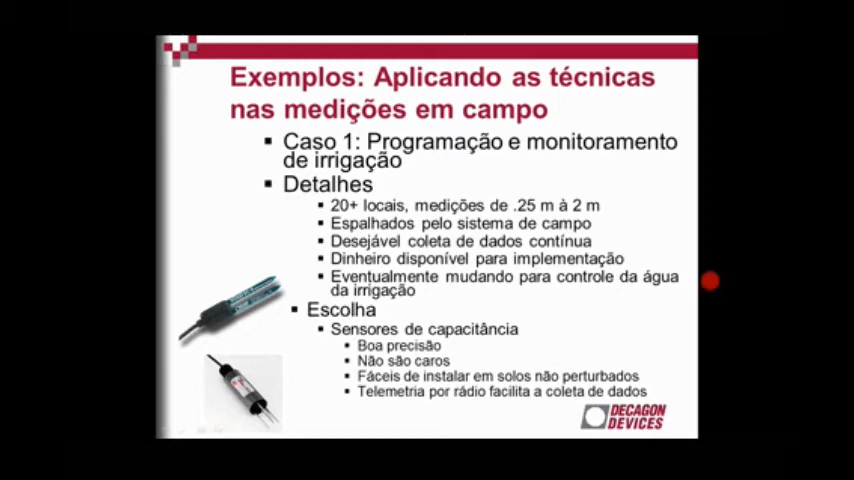 Exemplos: Aplicando as técnicas
nas medições em campo
▪ Caso 1: Programação e monitoramento
de irrigação
▪ Detalhes
▪ 20+ locais, medições de .25 m à 2 m
▪ Espalhados pelo sistema de campo
▪ Desejável coleta de dados contínua
▪ Dinheiro disponível para implementação
▪ Eventualmente mudando para controle da água
da irrigação
▪ Escolha
▪ Sensores de capacitância
▪ Boa precisão
▪ Não são caros
▪ Fáceis de instalar em solos não perturbados
▪ Telemetria por rádio facilita a coleta de dados
DECAGON
DEVICES